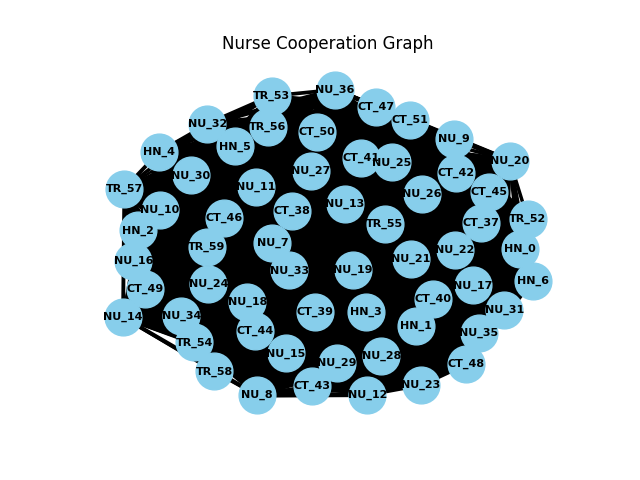 Nurse Cooperation Graph
NU_36
TR_53
CT_47
CT_51
NU_32
TR_56
CT_50
NU_9
HN_5
HN_4
CT_41
NU_25
NU_20
NU_27
CT_42
NU_30
NU_11
TR_57
CT_45
NU_26
NU_13
NU_10
CT_38
CT_46
TR_52
CT_37
TR_55
HN_2
NU_7
TR_59
HN_0
NU_22
NU_21
NU_16
NU_33
NU_19
HN_6
NU_24
NU_17
CT_49
CT_40
NU_18
NU_31
CT_39
HN_3
NU_34
NU_14
HN_1
CT_44
NU_35
TR_54
NU_15
NU_28
NU_29
CT_48
TR_58
NU_23
CT_43
NU_8
NU_12